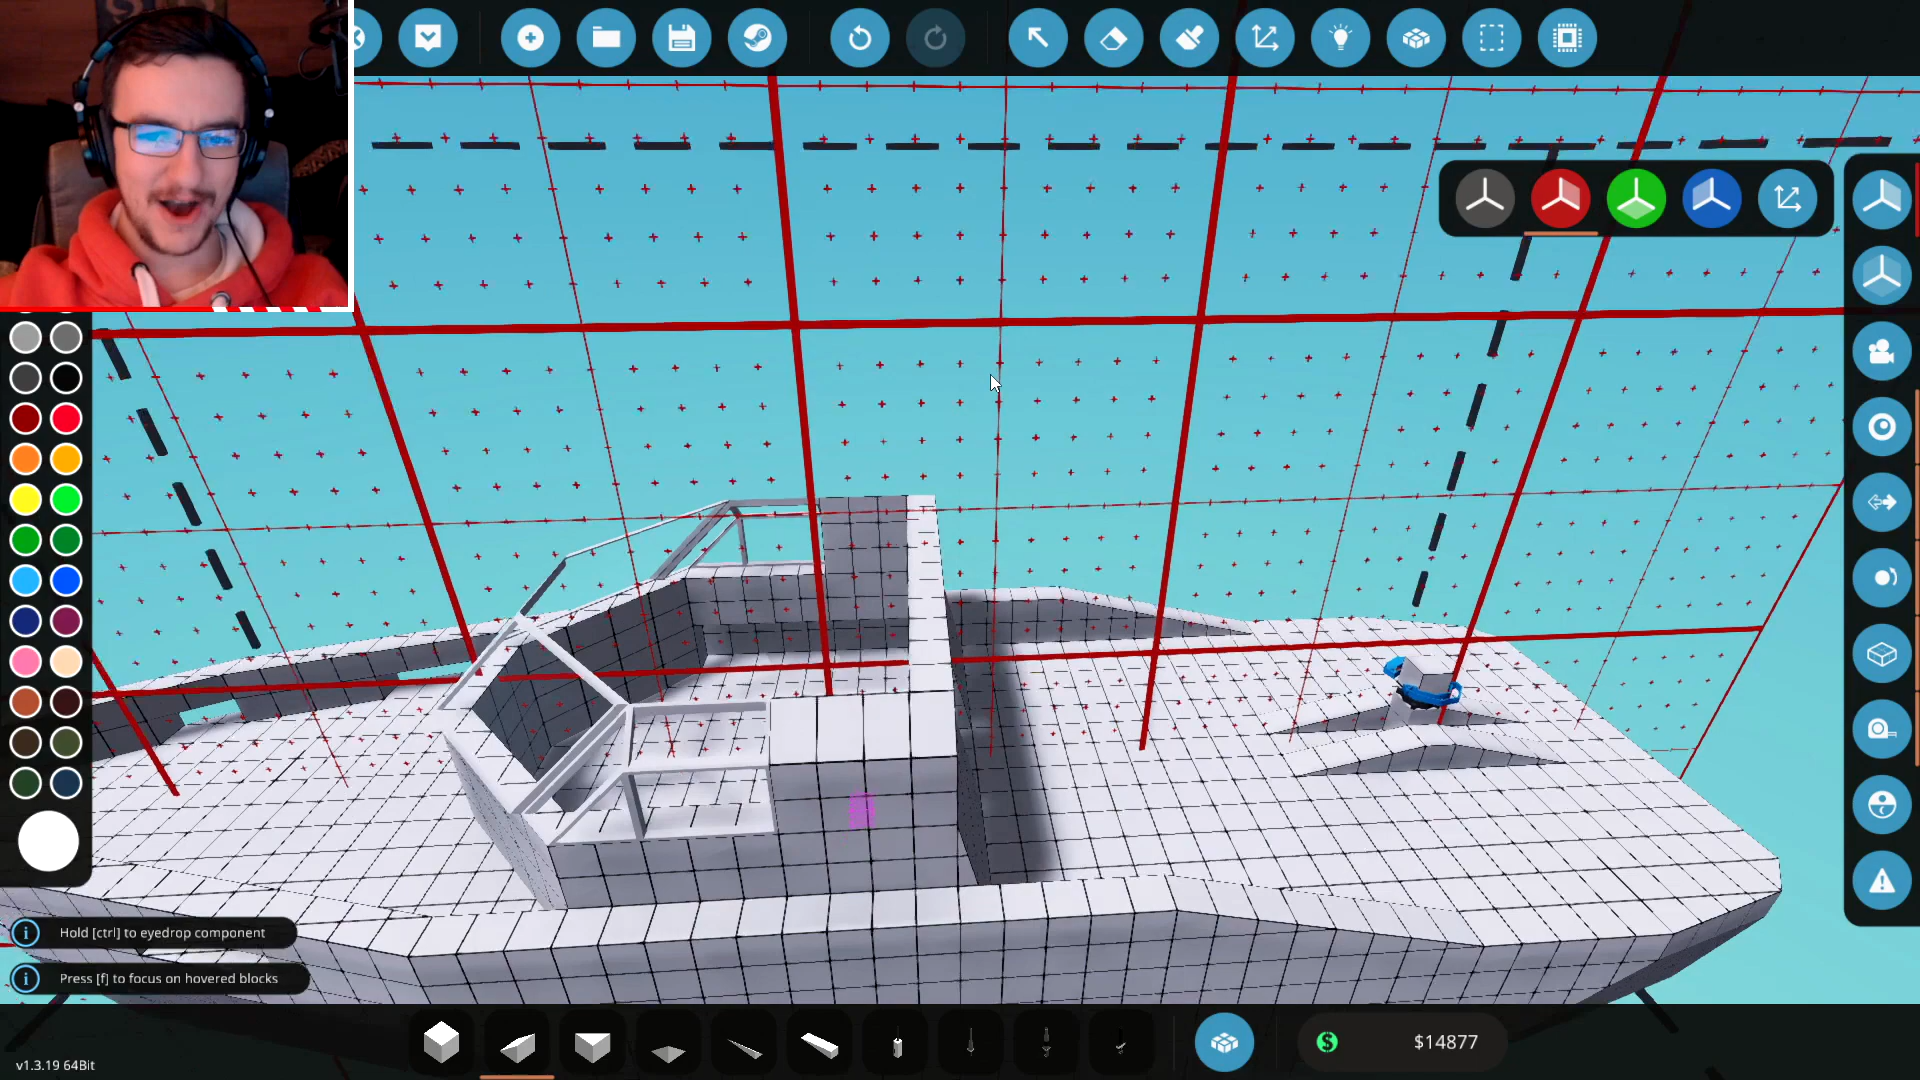 Hold [ctrl] to eyedrop component
Press [f] to focus on hovered blocks
$14877
v1.3.19 64Bit